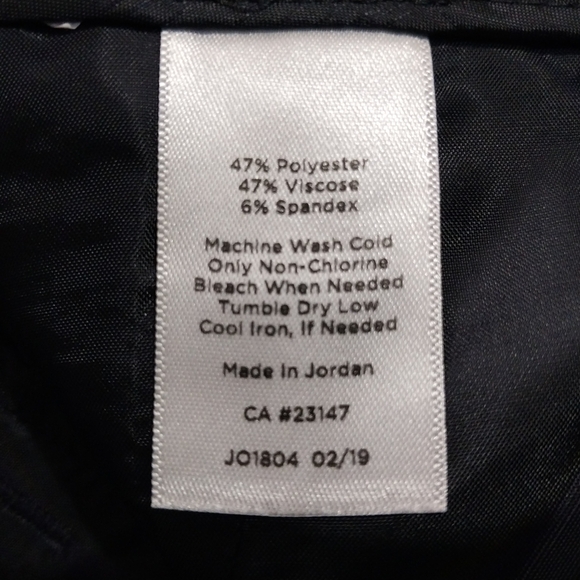 47% Polyester
47% Viscose
6% Spandex
Machine Wash Cold
Only Non-Chlorine
Bleach When Needed
Tumble Dry Low
Cool Iron, If Needed
Made In Jordan
CA #23147
JO1804 02/19